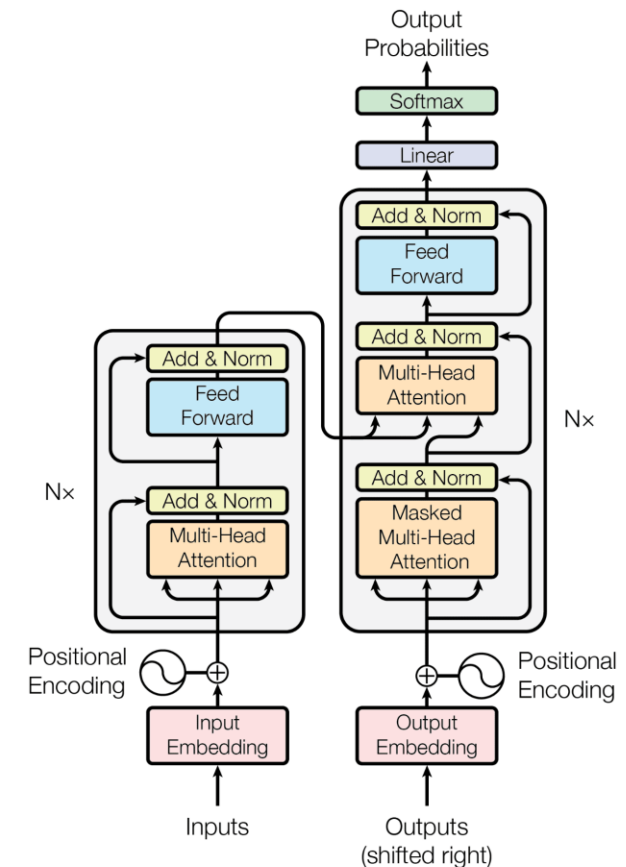 Output
Probabilities
Softmax
Linear
Add & Norm
Feed
Forward
Add & Norm
Multi-Head
Attention
Add & Norm
Masked
Multi-Head
Attention
N×
Add & Norm
Feed
Forward
Add & Norm
Multi-Head
Attention
N×
Positional
Encoding
Positional
Encoding
Input
Embedding
Output
Embedding
Inputs
Outputs
(shifted right)